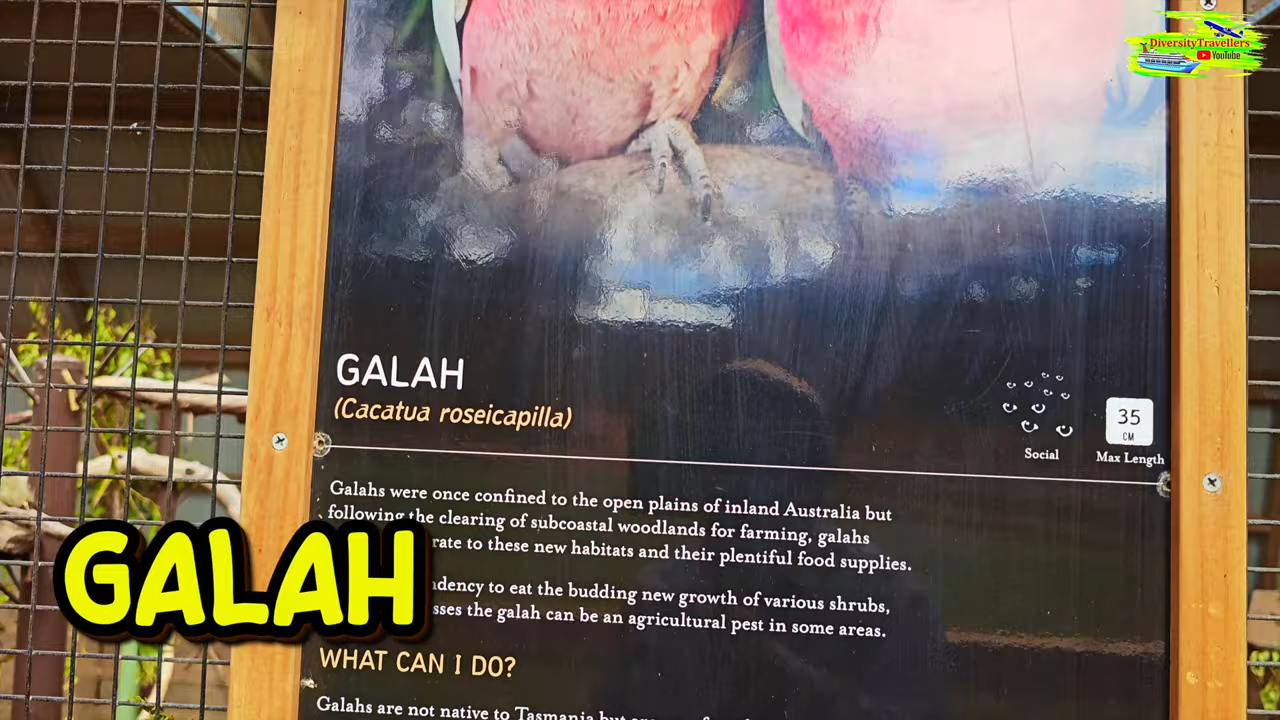 DiversityTravellers
YouTube
GALAH
(Cacatua roseicapilla)
Social
35
CM
Max Length
Galahs were once confined to the open plains of inland Australia but
following the clearing of subcoastal woodlands for farming, galahs
to these new habitats and their plentiful food supplies.
to eat the budding new growth of various shrubs,
the galah can be an agricultural pest in some areas.
GALAH
WHAT CAN I DO?
Galahs are not native to Tasmania but